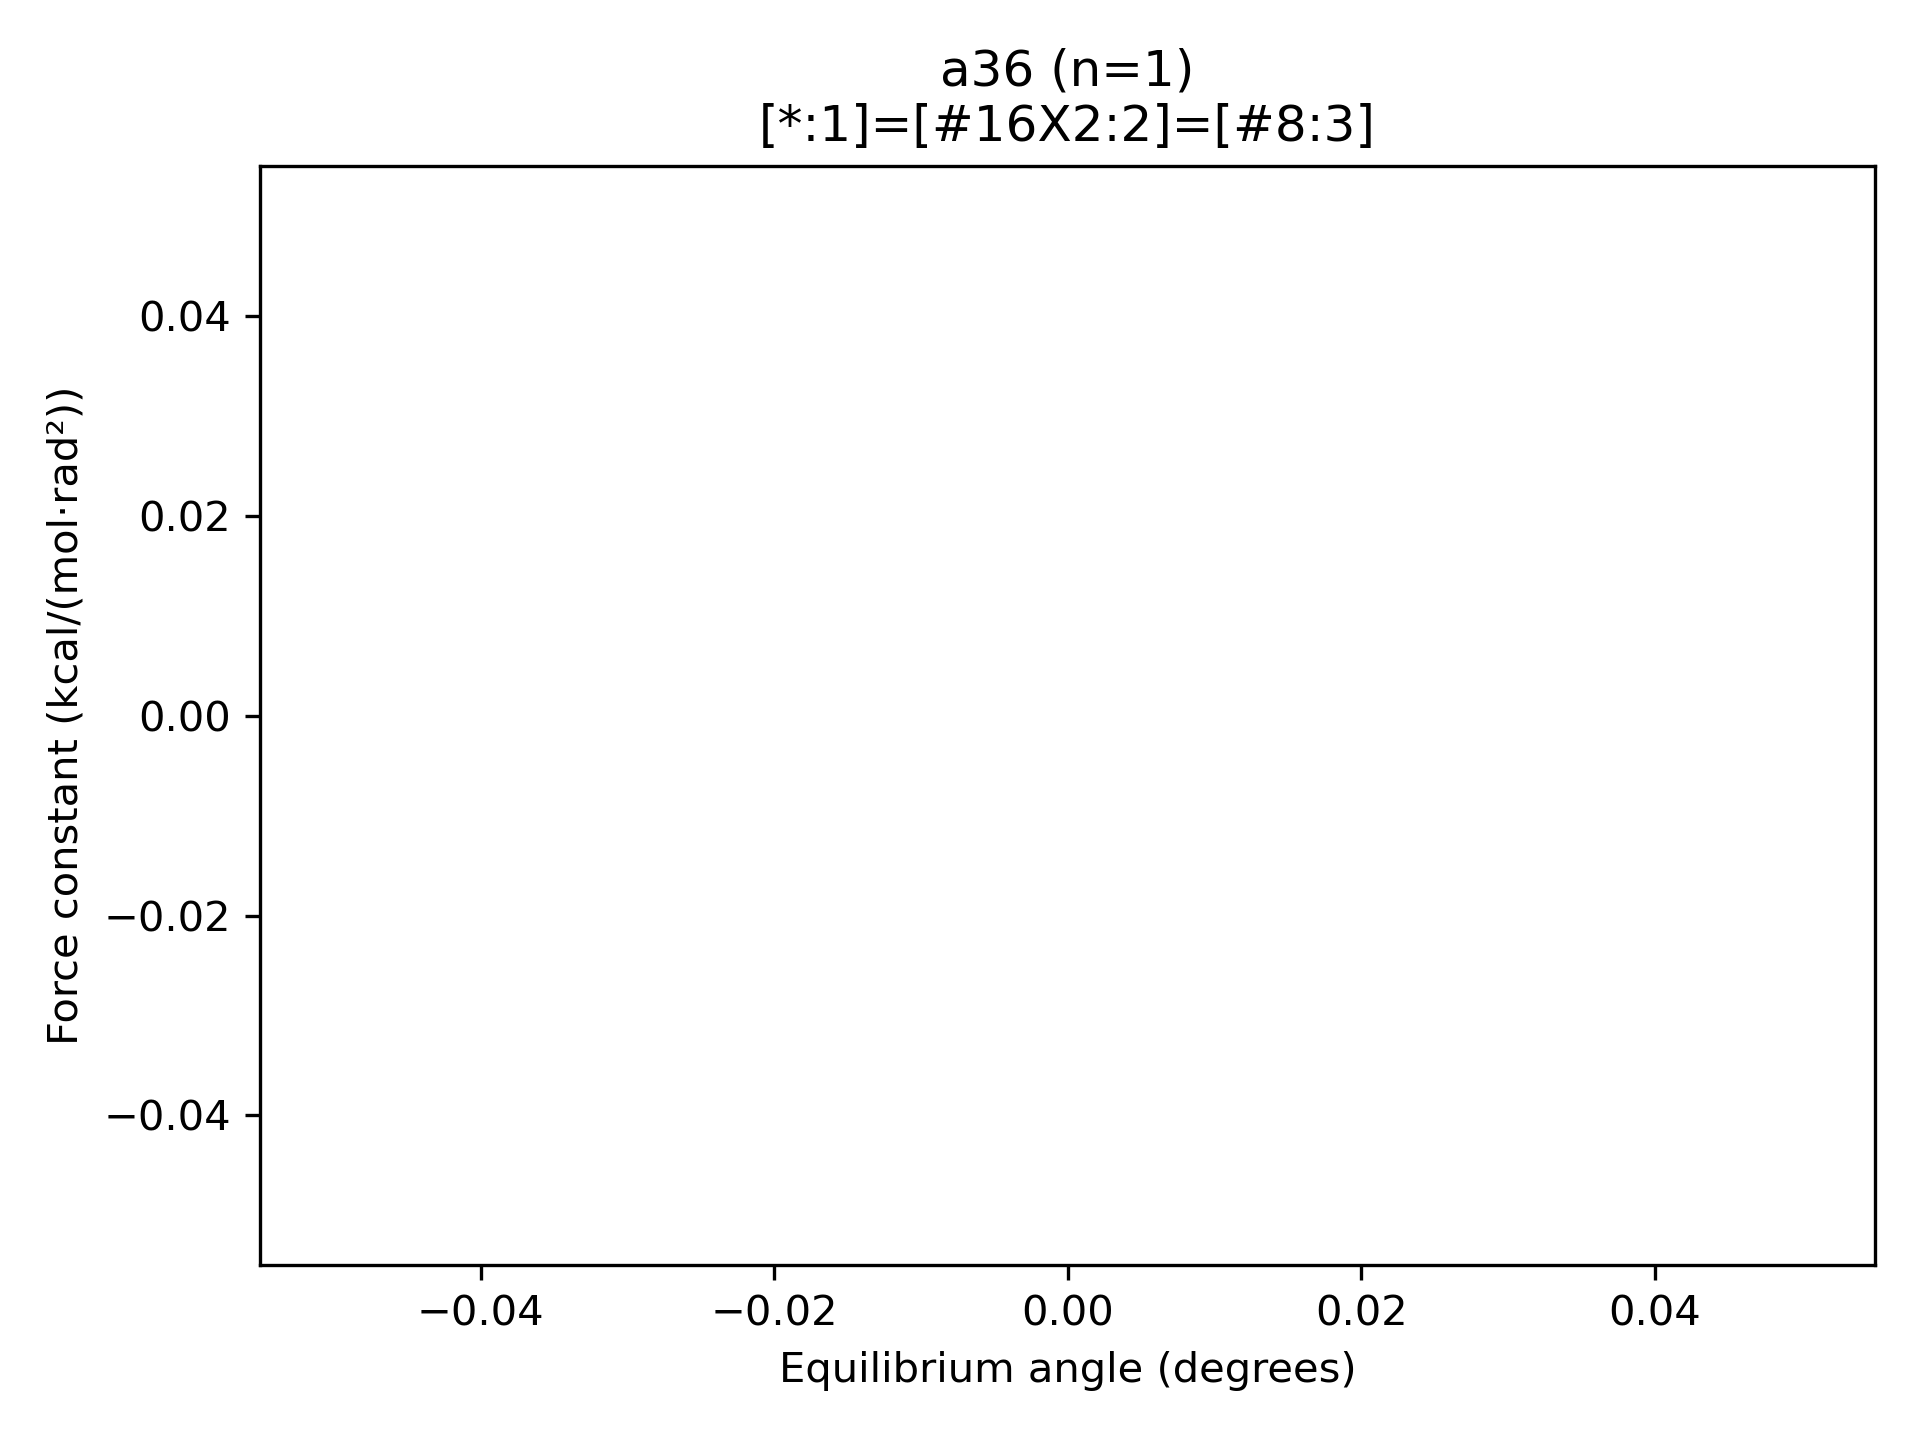 a36 (n=1)
[*:1]=[#16X2:2]=[#8:3]
Force constant (kcal/(mol·rad²))
0.04
0.02
0.00
−0.02
−0.04
−0.04 −0.02 0.00 0.02 0.04
Equilibrium angle (degrees)